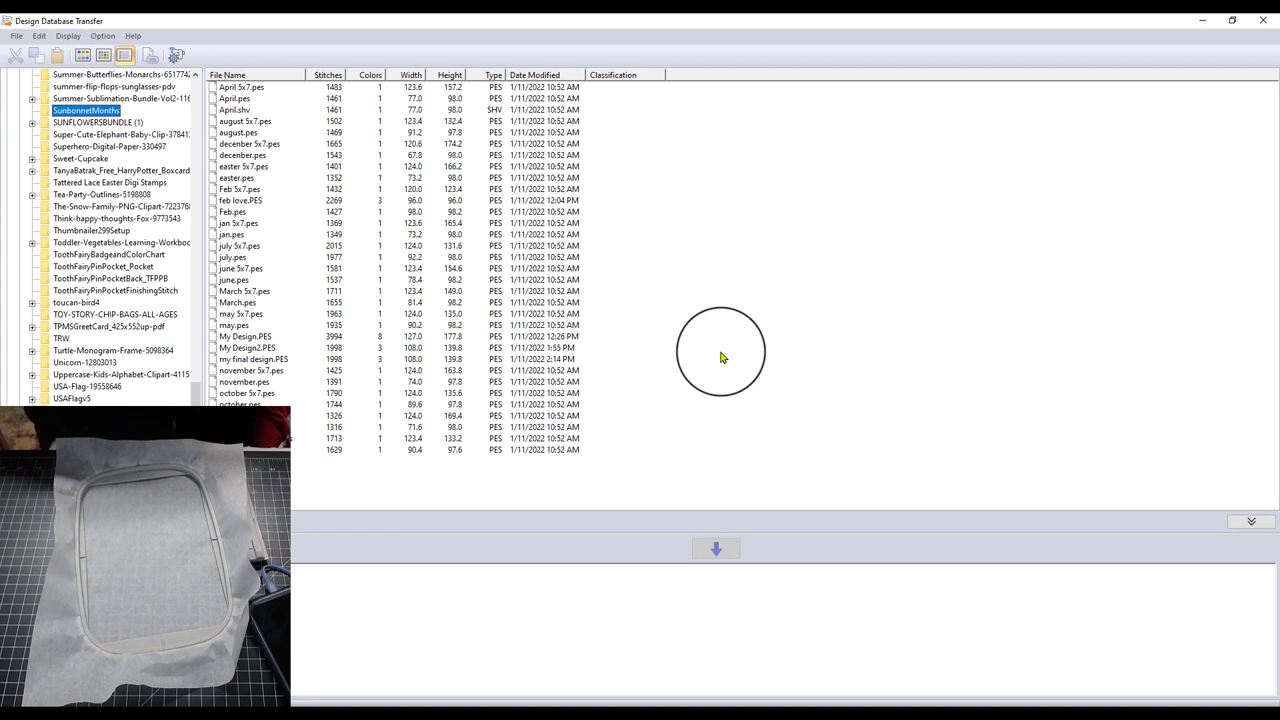 Design Database Transfer
File Edit Display Option Help
File Name Stitches Colors Width Height Type Date Modified Classification
Summer-Butterflies-Monarchs-6517742
summer-flip-flops-sunglasses-pdv
Summer-Sublimation-Bundle-Vol2-116
SunbonnetMonths
SUNFLOWERSBUNDLE (1)
Super-Cute-Elephant-Baby-Clip-37841
Superhero-Digital-Paper-330497
Sweet-Cupcake
TanyaBatrak_Free_HarryPotter_Boxcard
Tattered Lace Easter Digi Stamps
Tea-Party-Outlines-5198808
The-Snow-Family-PNG-Clipart-7223768
Think-happy-thoughts-Fox-9773543
Thumbnailer299Setup
Toddler-Vegetables-Learning-Workboo
ToothFairyBadgeandColorChart
ToothFairyPinPocket_Pocket
ToothFairyPinPocketBack_TFPPB
ToothFairyPinPocketFinishingStitch
toucan-bird4
TOY-STORY-CHIP-BAGS-ALL-AGES
TPMSGreetCard_425x552up-pdf
TRW
Turtle-Monogram-Frame-5098364
Unicorn-12803013
Uppercase-Kids-Alphabet-Clipart-4115
USA-Flag-19558646
USAFlagv5
April 5x7.pes 1483 1 123.6 157.2 PES 1/11/2022 10:52 AM
April.pes 1461 1 77.0 98.0 PES 1/11/2022 10:52 AM
April.shv 1461 1 77.0 98.0 SHV 1/11/2022 10:52 AM
august 5x7.pes 1502 1 123.4 132.4 PES 1/11/2022 10:52 AM
august.pes 1469 1 91.2 97.8 PES 1/11/2022 10:52 AM
decenber 5x7.pes 1665 1 120.6 174.2 PES 1/11/2022 10:52 AM
decenber.pes 1543 1 67.8 98.0 PES 1/11/2022 10:52 AM
easter 5x7.pes 1401 1 124.0 166.2 PES 1/11/2022 10:52 AM
easter.pes 1352 1 73.2 98.0 PES 1/11/2022 10:52 AM
Feb 5x7.pes 1432 1 120.0 123.4 PES 1/11/2022 10:52 AM
feb love.PES 2269 3 96.0 96.0 PES 1/11/2022 12:04 PM
Feb.pes 1427 1 98.0 98.2 PES 1/11/2022 10:52 AM
jan 5x7.pes 1369 1 123.6 165.4 PES 1/11/2022 10:52 AM
jan.pes 1349 1 73.2 98.0 PES 1/11/2022 10:52 AM
july 5x7.pes 2015 1 124.0 131.6 PES 1/11/2022 10:52 AM
july.pes 1977 1 92.2 98.0 PES 1/11/2022 10:52 AM
june 5x7.pes 1581 1 123.4 154.6 PES 1/11/2022 10:52 AM
june.pes 1537 1 78.4 98.2 PES 1/11/2022 10:52 AM
March 5x7.pes 1711 1 123.4 149.0 PES 1/11/2022 10:52 AM
March.pes 1655 1 81.4 98.2 PES 1/11/2022 10:52 AM
may 5x7.pes 1963 1 124.0 135.0 PES 1/11/2022 10:52 AM
may.pes 1935 1 90.2 98.2 PES 1/11/2022 10:52 AM
My Design.PES 3994 8 127.0 177.8 PES 1/11/2022 12:26 PM
My Design2.PES 1998 3 108.0 139.8 PES 1/11/2022 1:55 PM
my final design.PES 1998 3 108.0 139.8 PES 1/11/2022 2:14 PM
november 5x7.pes 1425 1 124.0 163.8 PES 1/11/2022 10:52 AM
november.pes 1391 1 74.0 97.8 PES 1/11/2022 10:52 AM
october 5x7.pes 1790 1 124.0 135.6 PES 1/11/2022 10:52 AM
october.pes 1744 1 89.6 97.8 PES 1/11/2022 10:52 AM
1326 1 124.0 169.4 PES 1/11/2022 10:52 AM
1316 1 71.6 98.0 PES 1/11/2022 10:52 AM
1713 1 123.4 133.2 PES 1/11/2022 10:52 AM
1629 1 90.4 97.6 PES 1/11/2022 10:52 AM